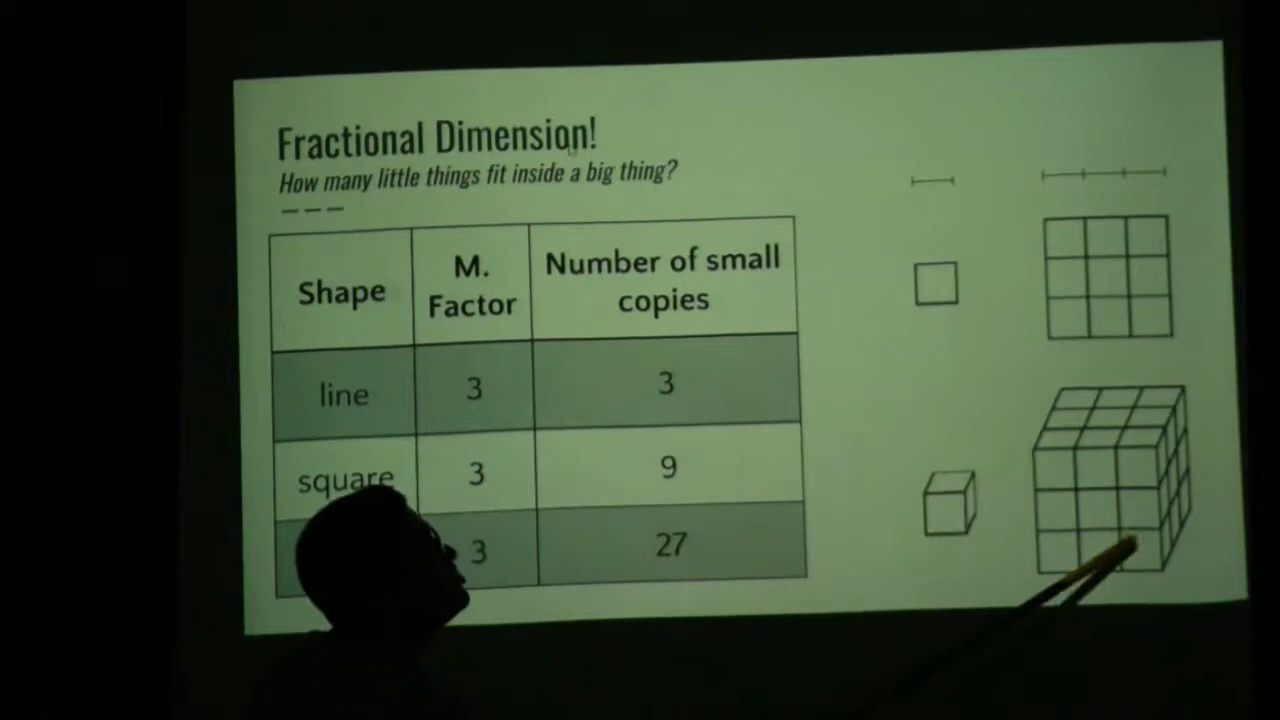 Fractional Dimension!
How many little things fit inside a big thing?
Shape
M.
Factor
Number of small
copies
line
3
3
square
3
9
3
27